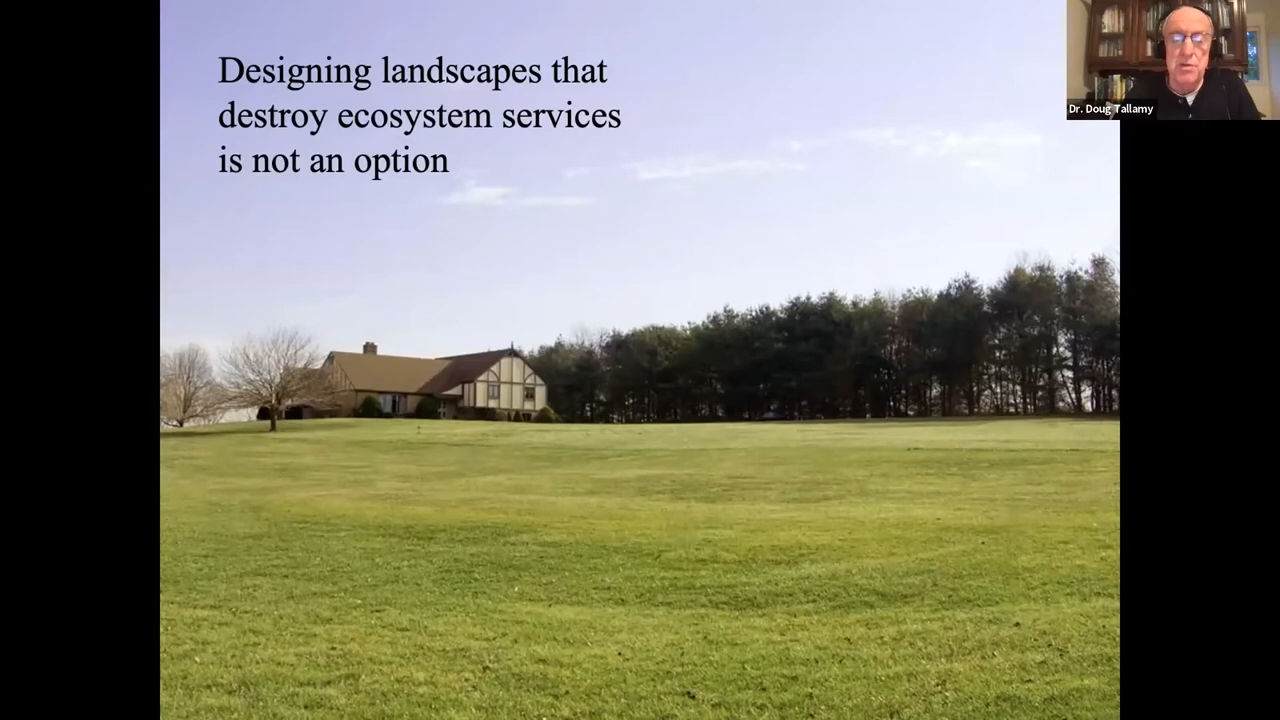 Designing landscapes that
destroy ecosystem services
is not an option
Dr. Doug Tallamy